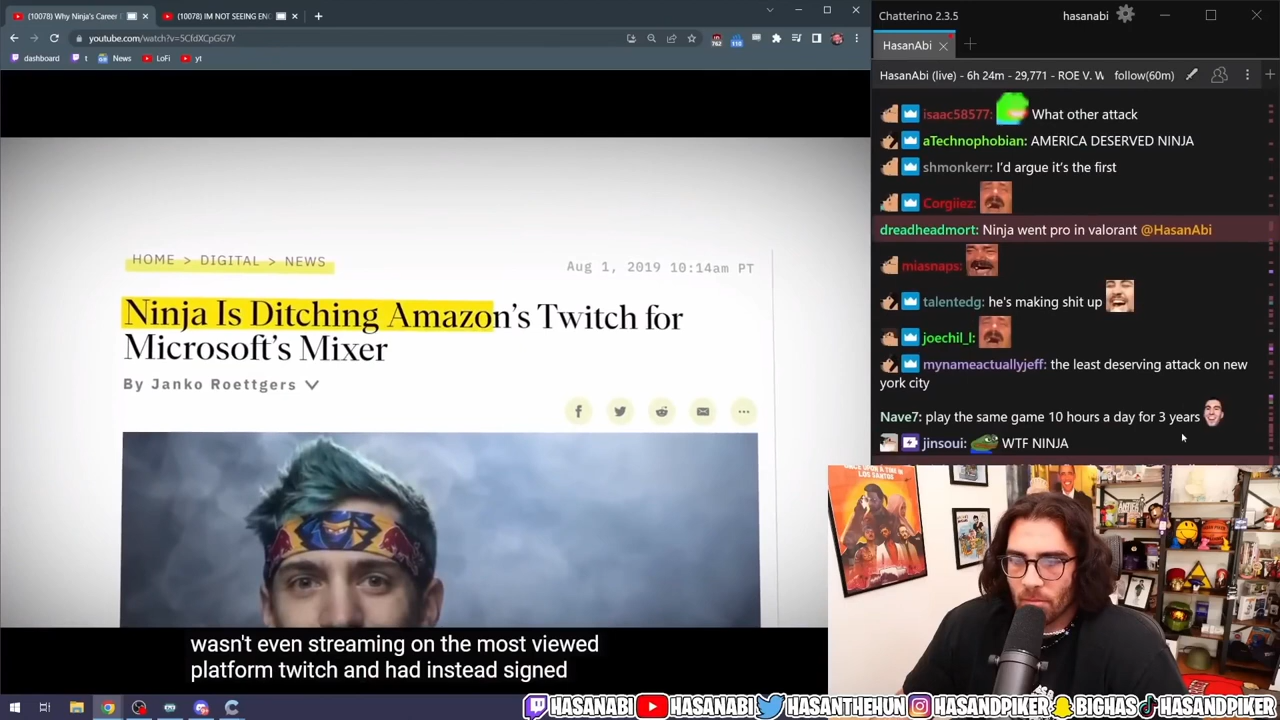 (10078) Why Ninja's Career
(10078) IM NOT SEEING EN
youtube.com/watch?v=5CfdXCpGG7Y
dashboard
t
News
LoFi
yt
HOME > DIGITAL > NEWS
Aug 1, 2019 10:14am PT
Ninja Is Ditching Amazon's Twitch for
Microsoft's Mixer
By Janko Roettgers
wasn't even streaming on the most viewed
platform twitch and had instead signed
Chatterino 2.3.5
hasanabi
HasanAbi
HasanAbi (live) - 6h 24m - 29,771 - ROE V. W
follow(60m)
isaac58577: What other attack
aTechnophobian: AMERICA DESERVED NINJA
shmonkerr: I'd argue it's the first
Corgiiez:
dreadheadmort: Ninja went pro in valorant @HasanAbi
miasnaps:
talentedg: he's making shit up
joechil_l:
mynameactuallyjeff: the least deserving attack on new
york city
Nave7: play the same game 10 hours a day for 3 years
jinsoui: WTF NINJA
LOS SANTOS
HASANABI
HASANABI
HASANTHEHUN
HASANDPIKER
BIGHAS
HASANDPIKER